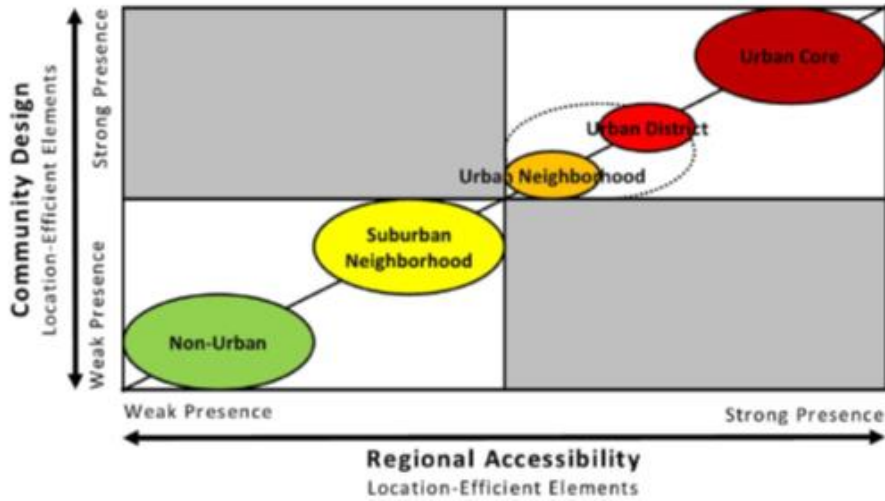 Community Design
Location-Efficient Elements
Strong Presence
Weak Presence
Urban Core
Urban District
Urban Neighborhood
Suburban
Neighborhood
Non-Urban
Weak Presence
Strong Presence
Regional Accessibility
Location-Efficient Elements